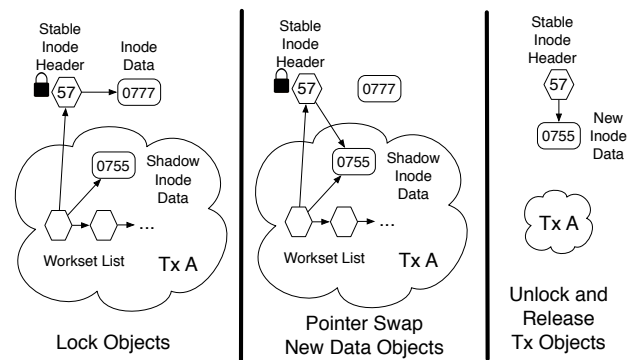 Stable
Inode
Header
Inode
Data
57
0777
0755
Shadow
Inode
Data
...
Workset List
Tx A
Lock Objects
Stable
Inode
Header
57
0777
0755
Shadow
Inode
Data
...
Workset List
Tx A
Pointer Swap
New Data Objects
Stable
Inode
Header
57
0755
New
Inode
Data
Tx A
Unlock and
Release
Tx Objects